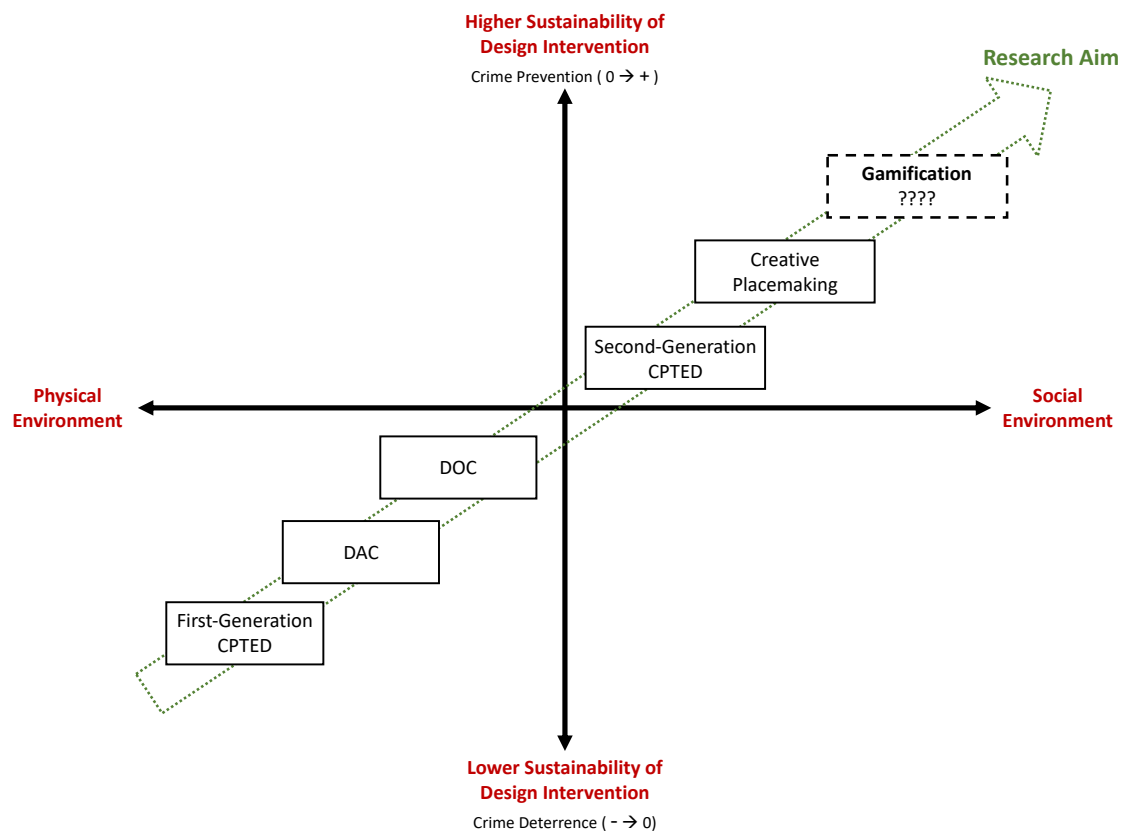 Higher Sustainability of
Design Intervention
Crime Prevention ( 0 → + )
Research Aim
Gamification
????
Creative
Placemaking
Second-Generation
CPTED
Physical
Environment
Social
Environment
DOC
DAC
First-Generation
CPTED
Lower Sustainability of
Design Intervention
Crime Deterrence ( - → 0)